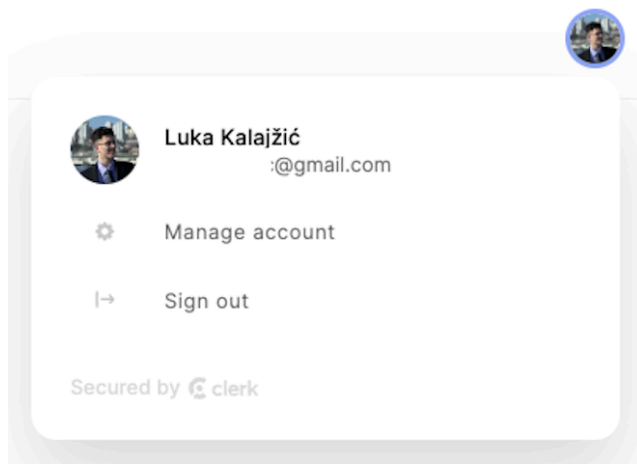 Luka Kalajžić
:@gmail.com
Manage account
Sign out
Secured by clerk